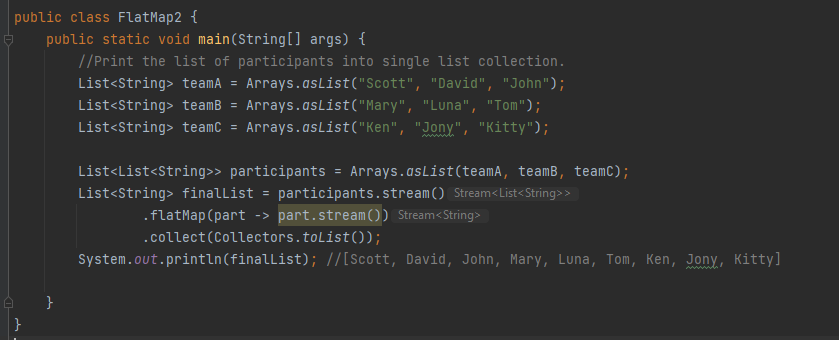 public class FlatMap2 {
    public static void main(String[] args) {
        //Print the list of participants into single list collection.
        List<String> teamA = Arrays.asList("Scott", "David", "John");
        List<String> teamB = Arrays.asList("Mary", "Luna", "Tom");
        List<String> teamC = Arrays.asList("Ken", "Jony", "Kitty");
        List<List<String>> participants = Arrays.asList(teamA, teamB, teamC);
        List<String> finalList = participants.stream() Stream<List<String>>
                .flatMap(part -> part.stream()) Stream<String>
                .collect(Collectors.toList());
        System.out.println(finalList); //[Scott, David, John, Mary, Luna, Tom, Ken, Jony, Kitty]
    }
}